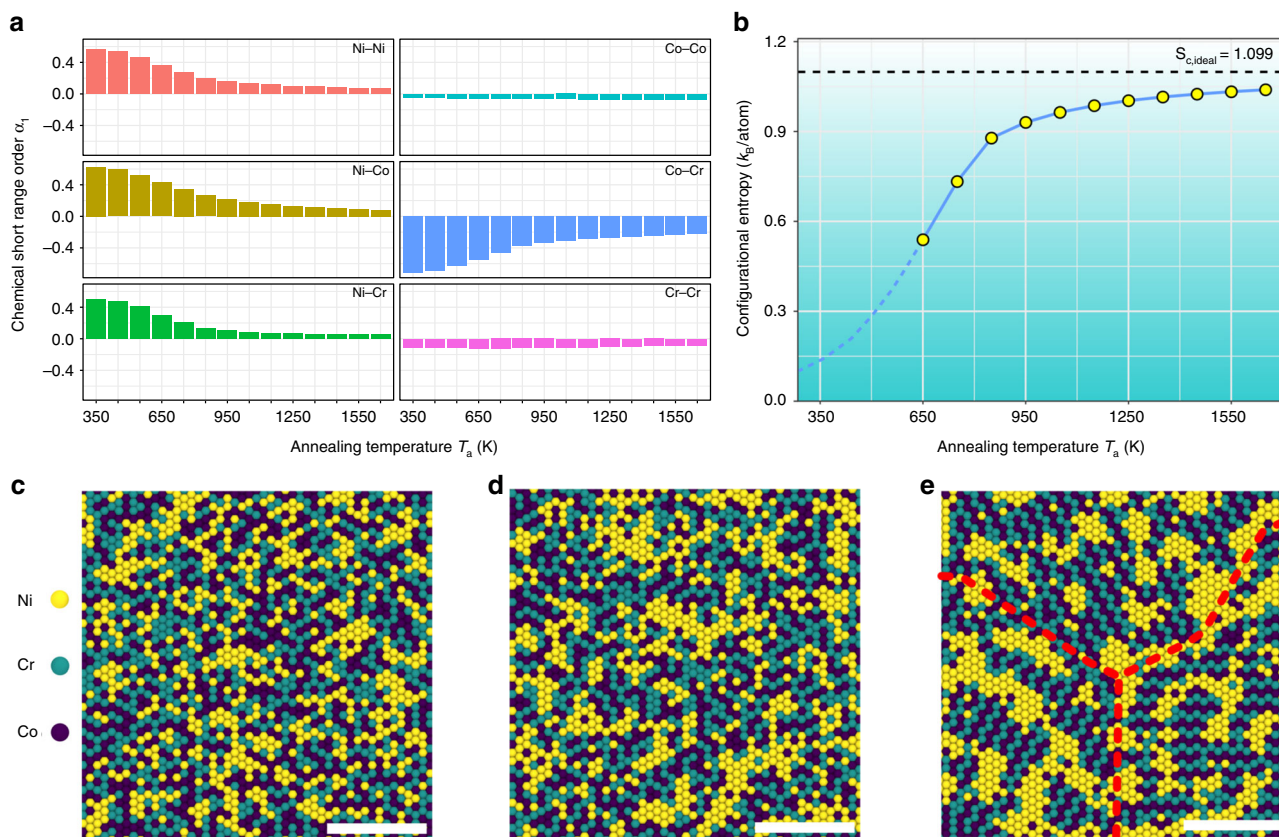 a
Ni–Ni
Co–Co
0.4
0.0
–0.4
Ni–Co
Co–Cr
0.4
0.0
–0.4
Ni–Cr
Cr–Cr
0.4
0.0
–0.4
Chemical short range order α₁
350 650 950 1250 1550
350 650 950 1250 1550
Annealing temperature Tₐ (K)
b
1.2
S_c,ideal = 1.099
0.9
0.6
0.3
0.0
Configurational entropy (k_B/atom)
350 650 950 1250 1550
Annealing temperature Tₐ (K)
c
d
e
Ni
Cr
Co